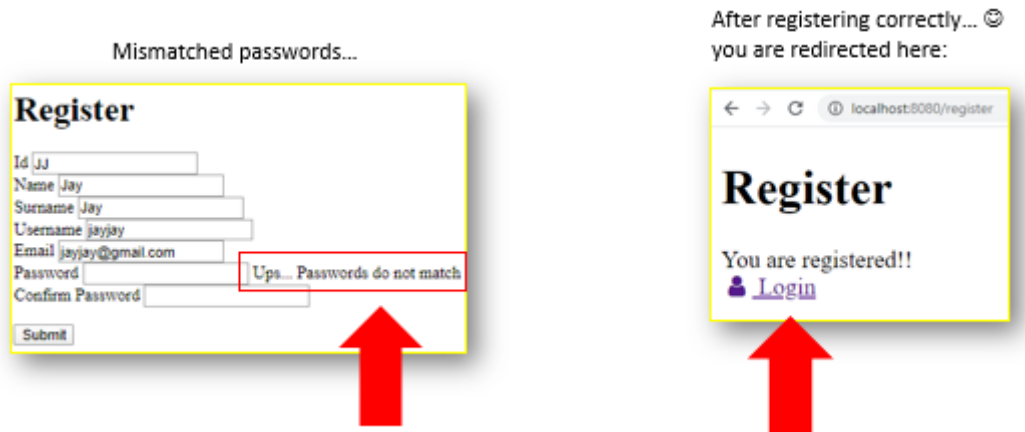 Mismatched passwords...
Register
Id JJ
Name Jay
Surname Jay
Username jayjay
Email jayjay@gmail.com
Password Ups... Passwords do not match
Confirm Password
Submit
After registering correctly... ☺
you are redirected here:
localhost:8080/register
Register
You are registered!!
Login